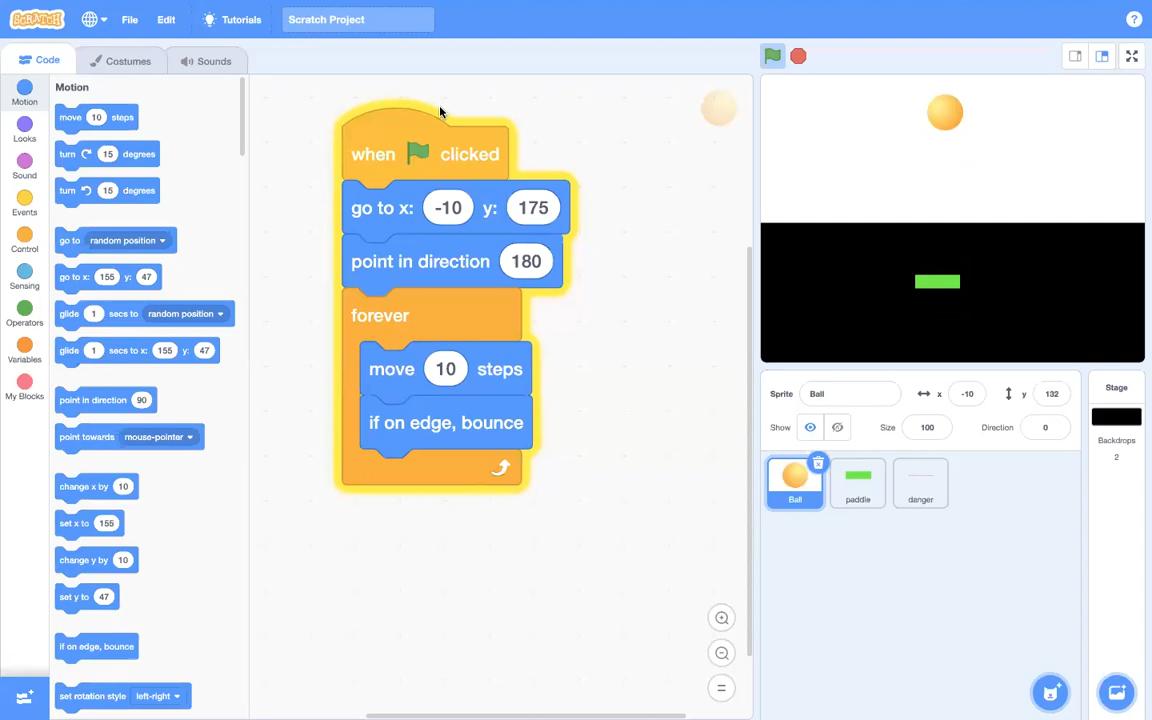 SCRATCH File Edit Tutorials Scratch Project ?
Code Costumes Sounds
Motion
Looks
Sound
Events
Control
Sensing
Operators
Variables
My Blocks
Motion
move 10 steps
turn 15 degrees
turn 15 degrees
go to random position
go to x: 155 y: 47
glide 1 secs to random position
glide 1 secs to x: 155 y: 47
point in direction 90
point towards mouse-pointer
change x by 10
set x to 155
change y by 10
set y to 47
if on edge, bounce
set rotation style left-right
when clicked
go to x: -10 y: 175
point in direction 180
forever
move 10 steps
if on edge, bounce
Sprite Ball x -10 y 132
Show Size 100 Direction 0
Ball paddle danger
Stage
Backdrops
2